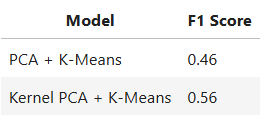 Model F1 Score
PCA + K-Means 0.46
Kernel PCA + K-Means 0.56